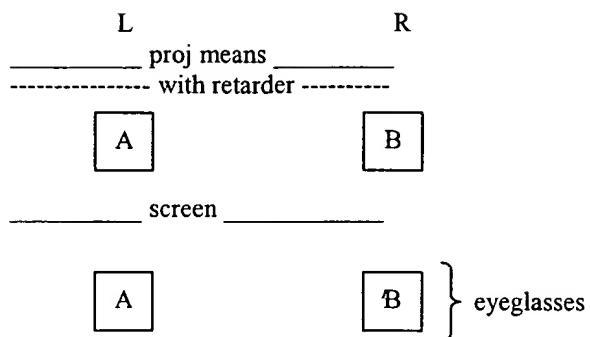 L R
proj means
with retarder
A B
screen
A B eyeglasses